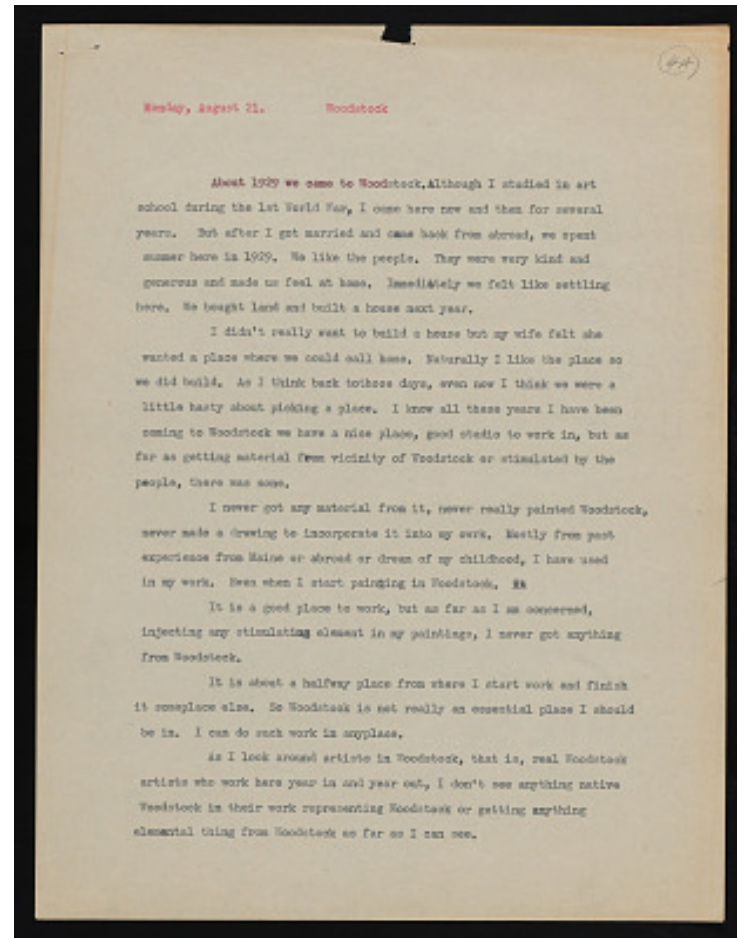 44
Monday, August 21. Woodstock
About 1929 we came to Woodstock.Although I studied in art
school during the 1st World War, I came here now and then for several
years. But after I got married and came back from abroad, we spent
summer here in 1929. We like the people. They were very kind and
generous and made us feel at home. Immediately we felt like settling
here. We bought land and built a house next year.
I didn't really want to build a house but my wife felt she
wanted a place where we could call home. Naturally I like the place so
we did build. As I think back tothose days, even now I think we were a
little hasty about picking a place. I know all these years I have been
coming to Woodstock we have a nice place, good studio to work in, but as
far as getting material from vicinity of Woodstock or stimulated by the
people, there was none.
I never got any material from it, never really painted Woodstock,
never made a drawing to incorporate it into my work. Mostly from past
experience from Maine or abroad or dream of my childhood, I have used
in my work. Even when I start painting in Woodstock.
It is a good place to work, but as far as I am concerned,
injecting any stimulating element in my paintings, I never got anything
from Woodstock.
It is about a halfway place from where I start work and finish
it someplace else. So Woodstock is not really an essential place I should
be in. I can do such work in anyplace.
As I look around artists in Woodstock, that is, real Woodstock
artists who work here year in and year out, I don't see anything native
Woodstock in their work representing Woodstock or getting anything
elemental thing from Woodstock as far as I can see.